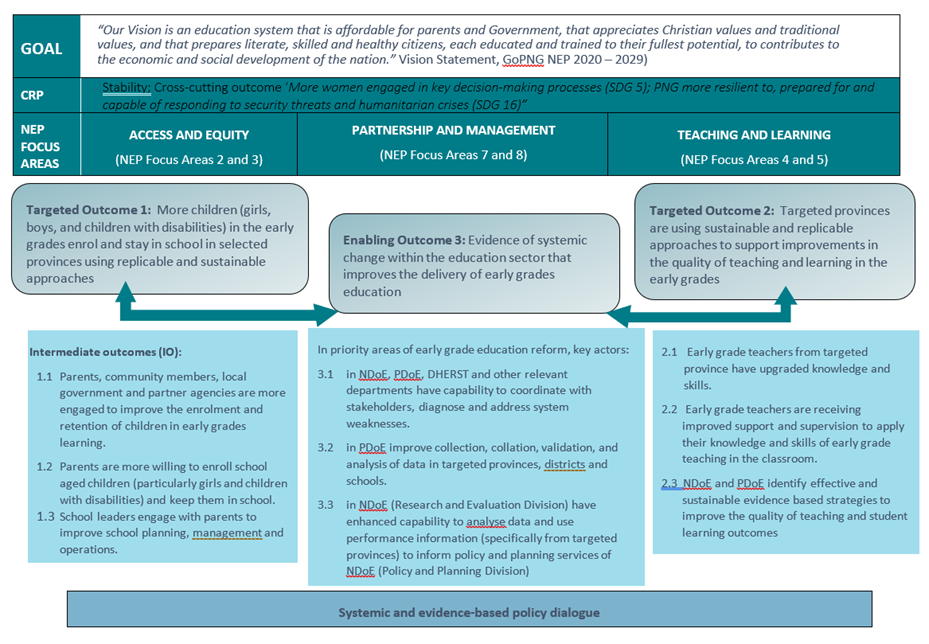 GOAL
“Our Vision is an education system that is affordable for parents and Government, that appreciates Christian values and traditional
values, and that prepares literate, skilled and healthy citizens, each educated and trained to their fullest potential, to contributes to
the economic and social development of the nation.” Vision Statement, GoPNG NEP 2020 – 2029)
CRP
Stability: Cross-cutting outcome ‘More women engaged in key decision-making processes (SDG 5); PNG more resilient to, prepared for and
capable of responding to security threats and humanitarian crises (SDG 16)”
NEP
FOCUS
AREAS
ACCESS AND EQUITY
(NEP Focus Areas 2 and 3)
PARTNERSHIP AND MANAGEMENT
(NEP Focus Areas 7 and 8)
TEACHING AND LEARNING
(NEP Focus Areas 4 and 5)
Targeted Outcome 1: More children (girls,
boys, and children with disabilities) in the early
grades enrol and stay in school in selected
provinces using replicable and sustainable
approaches
Enabling Outcome 3: Evidence of systemic
change within the education sector that
improves the delivery of early grades
education
Targeted Outcome 2: Targeted provinces
are using sustainable and replicable
approaches to support improvements in
the quality of teaching and learning in the
early grades
Intermediate outcomes (IO):
1.1 Parents, community members, local
government and partner agencies are more
engaged to improve the enrolment and
retention of children in early grades
learning.
1.2 Parents are more willing to enroll school
aged children (particularly girls and children
with disabilities) and keep them in school.
1.3 School leaders engage with parents to
improve school planning, management and
operations.
In priority areas of early grade education reform, key actors:
3.1 in NDoE, PDoE, DHERST and other relevant
departments have capability to coordinate with
stakeholders, diagnose and address system
weaknesses.
3.2 in PDoE improve collection, collation, validation, and
analysis of data in targeted provinces, districts and
schools.
3.3 in NDoE (Research and Evaluation Division) have
enhanced capability to analyse data and use
performance information (specifically from targeted
provinces) to inform policy and planning services of
NDoE (Policy and Planning Division)
2.1 Early grade teachers from targeted
province have upgraded knowledge and
skills.
2.2 Early grade teachers are receiving
improved support and supervision to apply
their knowledge and skills of early grade
teaching in the classroom.
2.3 NDoE and PDoE identify effective and
sustainable evidence based strategies to
improve the quality of teaching and student
learning outcomes
Systemic and evidence-based policy dialogue